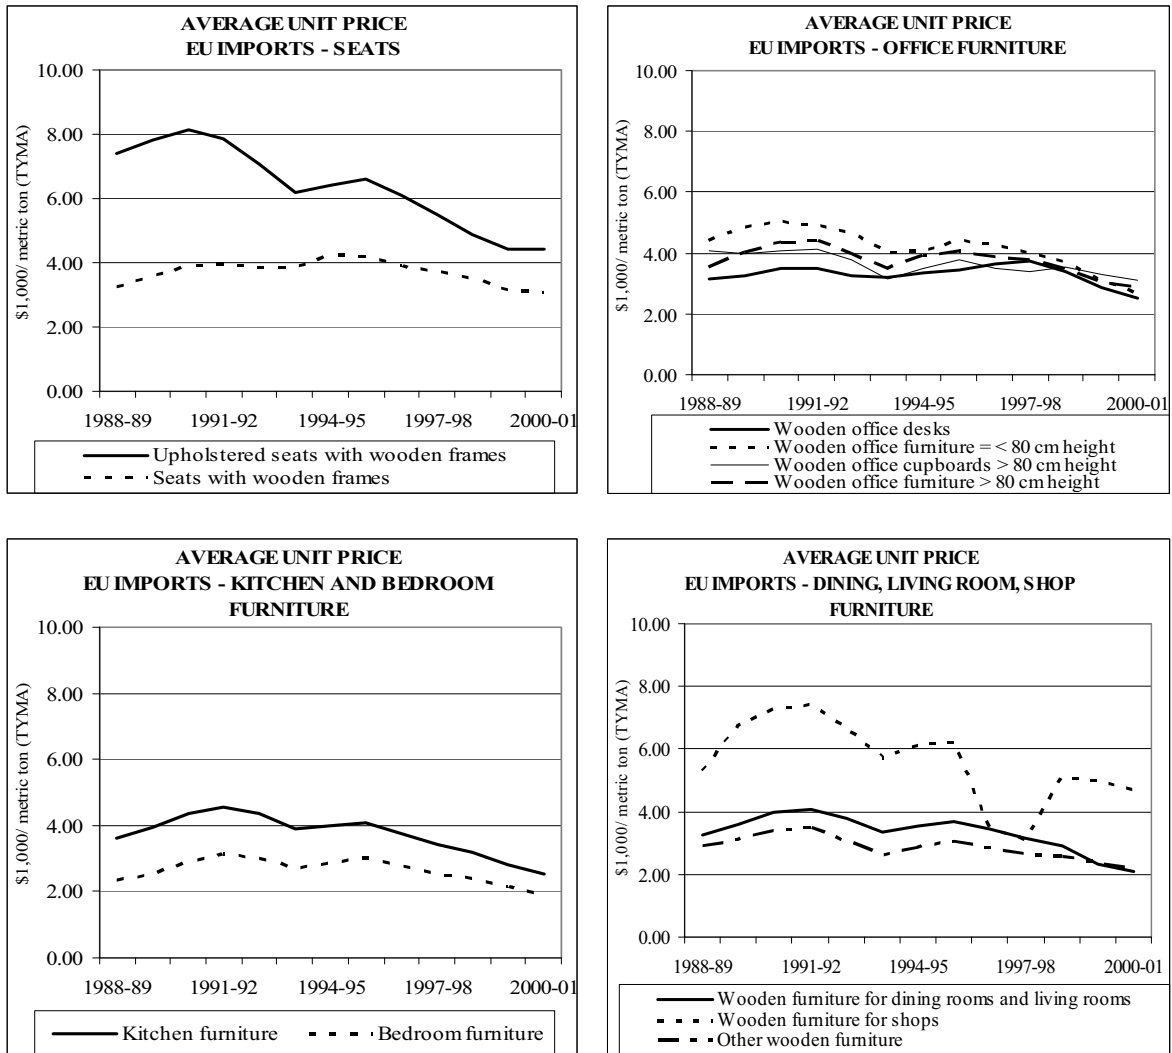 AVERAGE UNIT PRICE
EU IMPORTS - SEATS
10.00
8.00
6.00
4.00
2.00
0.00
$1,000/ metric ton (TYMA)
1988-89 1991-92 1994-95 1997-98 2000-01
Upholstered seats with wooden frames
Seats with wooden frames
AVERAGE UNIT PRICE
EU IMPORTS - OFFICE FURNITURE
10.00
8.00
6.00
4.00
2.00
0.00
$1,000/ metric ton (TYMA)
1988-89 1991-92 1994-95 1997-98 2000-01
Wooden office desks
Wooden office furniture = < 80 cm height
Wooden office cupboards > 80 cm height
Wooden office furniture > 80 cm height
AVERAGE UNIT PRICE
EU IMPORTS - KITCHEN AND BEDROOM
FURNITURE
10.00
8.00
6.00
4.00
2.00
0.00
$1,000/ metric ton (TYMA)
1988-89 1991-92 1994-95 1997-98 2000-01
Kitchen furniture Bedroom furniture
AVERAGE UNIT PRICE
EU IMPORTS - DINING, LIVING ROOM, SHOP
FURNITURE
10.00
8.00
6.00
4.00
2.00
0.00
$1,000/ metric ton (TYMA)
1988-89 1991-92 1994-95 1997-98 2000-01
Wooden furniture for dining rooms and living rooms
Wooden furniture for shops
Other wooden furniture